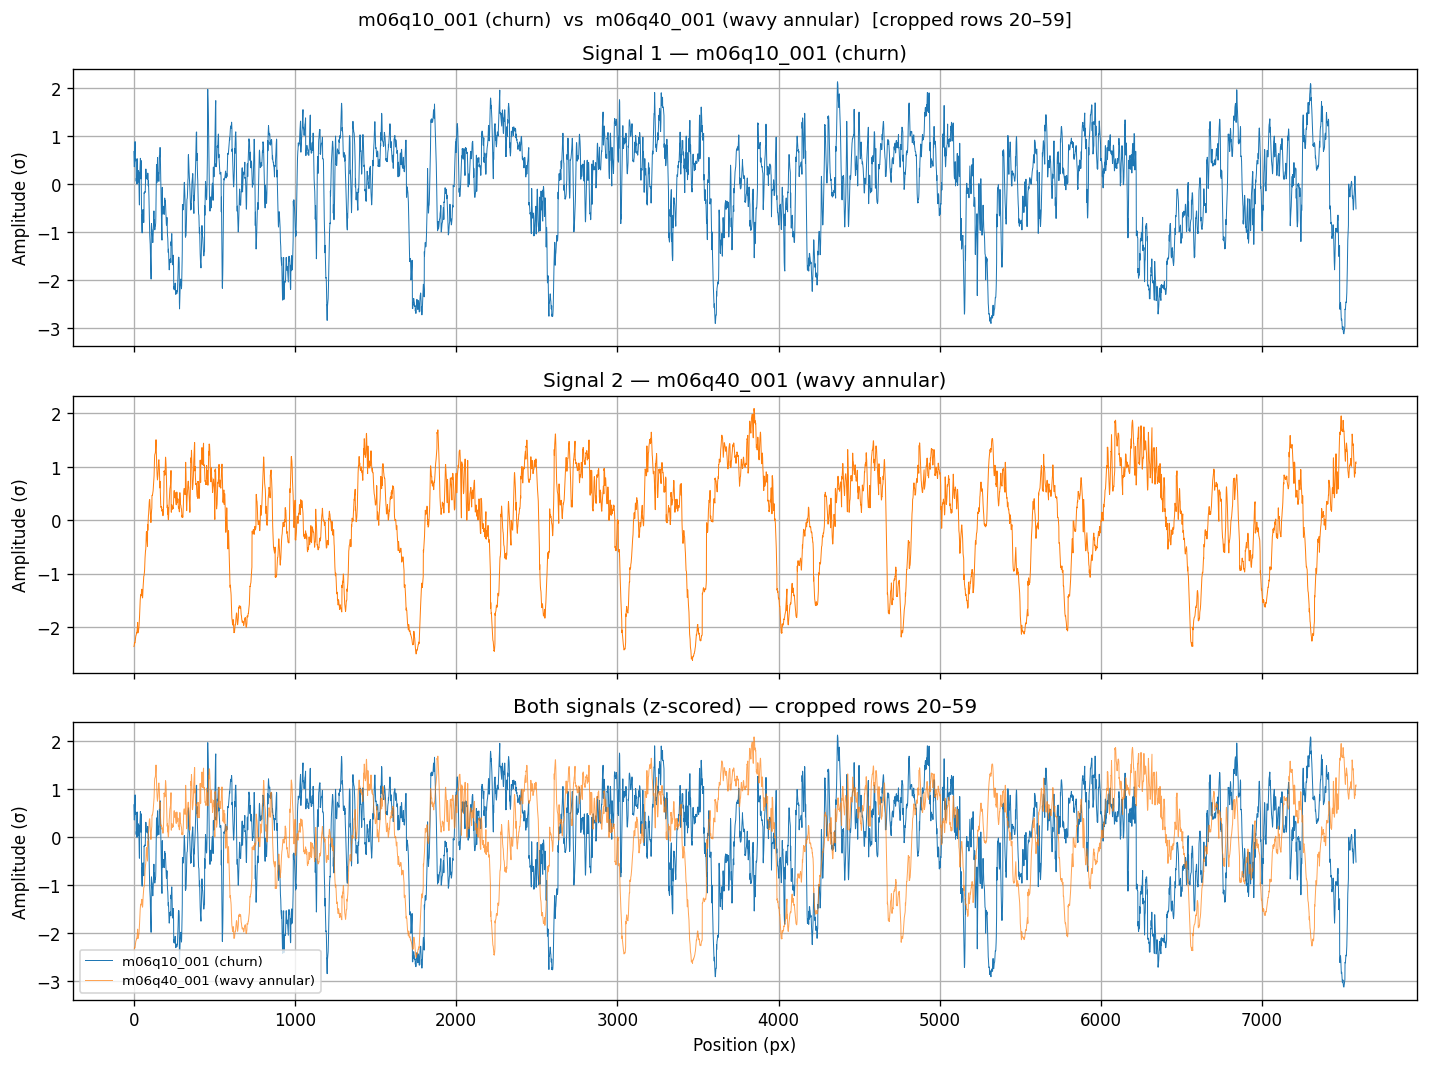 m06q10_001 (churn)  vs  m06q40_001 (wavy annular)  [cropped rows 20–59]
Signal 1 — m06q10_001 (churn)
Amplitude (σ)
2
1
0
−1
−2
−3
Signal 2 — m06q40_001 (wavy annular)
Amplitude (σ)
2
1
0
−1
−2
Both signals (z-scored) — cropped rows 20–59
Amplitude (σ)
2
1
0
−1
−2
−3
m06q10_001 (churn)
m06q40_001 (wavy annular)
0 1000 2000 3000 4000 5000 6000 7000
Position (px)